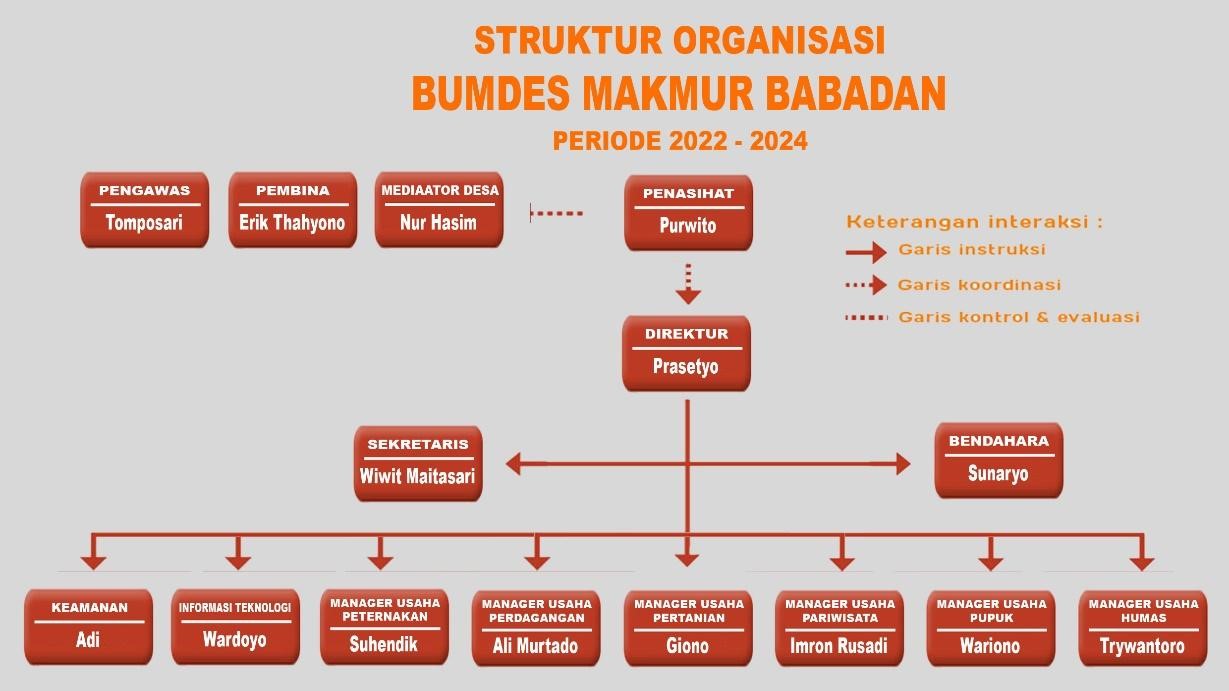 STRUKTUR ORGANISASI
BUMDES MAKMUR BABADAN
PERIODE 2022 - 2024
PENGAWAS
Tomposari
PEMBINA
Erik Thahyono
MEDIAATOR DESA
Nur Hasim
PENASIHAT
Purwito
Keterangan interaksi :
Garis instruksi
Garis koordinasi
Garis kontrol & evaluasi
DIREKTUR
Prasetyo
SEKRETARIS
Wiwit Maitasari
BENDAHARA
Sunaryo
KEAMANAN
Adi
INFORMASI TEKNOLOGI
Wardoyo
MANAGER USAHA
PETERNAKAN
Suhendik
MANAGER USAHA
PERDAGANGAN
Ali Murtado
MANAGER USAHA
PERTANIAN
Giono
MANAGER USAHA
PARIWISATA
Imron Rusadi
MANAGER USAHA
PUPUK
Wariono
MANAGER USAHA
HUMAS
Trywantoro